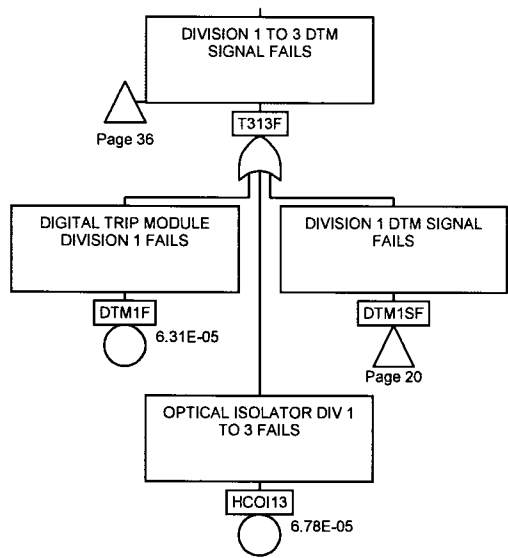 DIVISION 1 TO 3 DTM
SIGNAL FAILS
Page 36
T313F
DIGITAL TRIP MODULE
DIVISION 1 FAILS
DIVISION 1 DTM SIGNAL
FAILS
DTM1F
6.31E-05
DTM1SF
Page 20
OPTICAL ISOLATOR DIV 1
TO 3 FAILS
HCOI13
6.78E-05